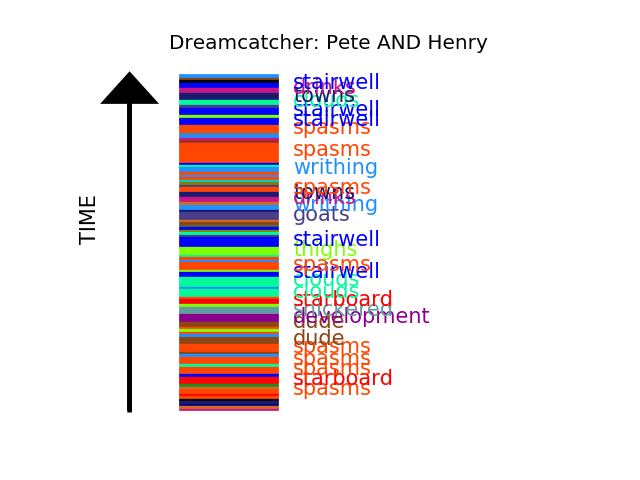 Dreamcatcher: Pete AND Henry
TIME
stairwell
drinks
towns
clouds
stairwell
stairwell
spasms
spasms
writhing
spasms
towns
drinks
writhing
goats
stairwell
thighs
spasms
stairwell
clouds
clouds
starboard
snickered
development
dude
dude
spasms
spasms
spasms
starboard
spasms